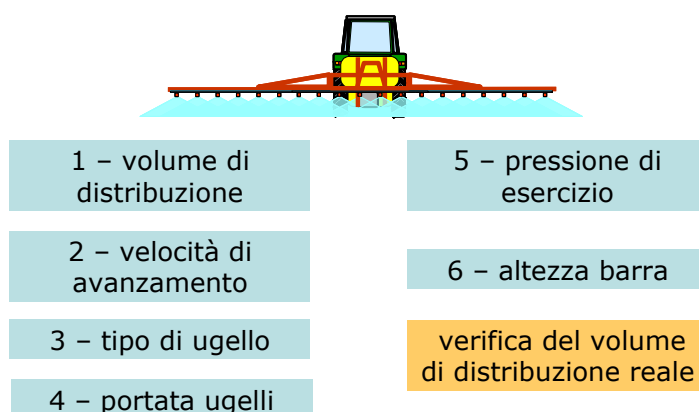 1 – volume di
distribuzione
2 – velocità di
avanzamento
3 – tipo di ugello
4 – portata ugelli
5 – pressione di
esercizio
6 – altezza barra
verifica del volume
di distribuzione reale